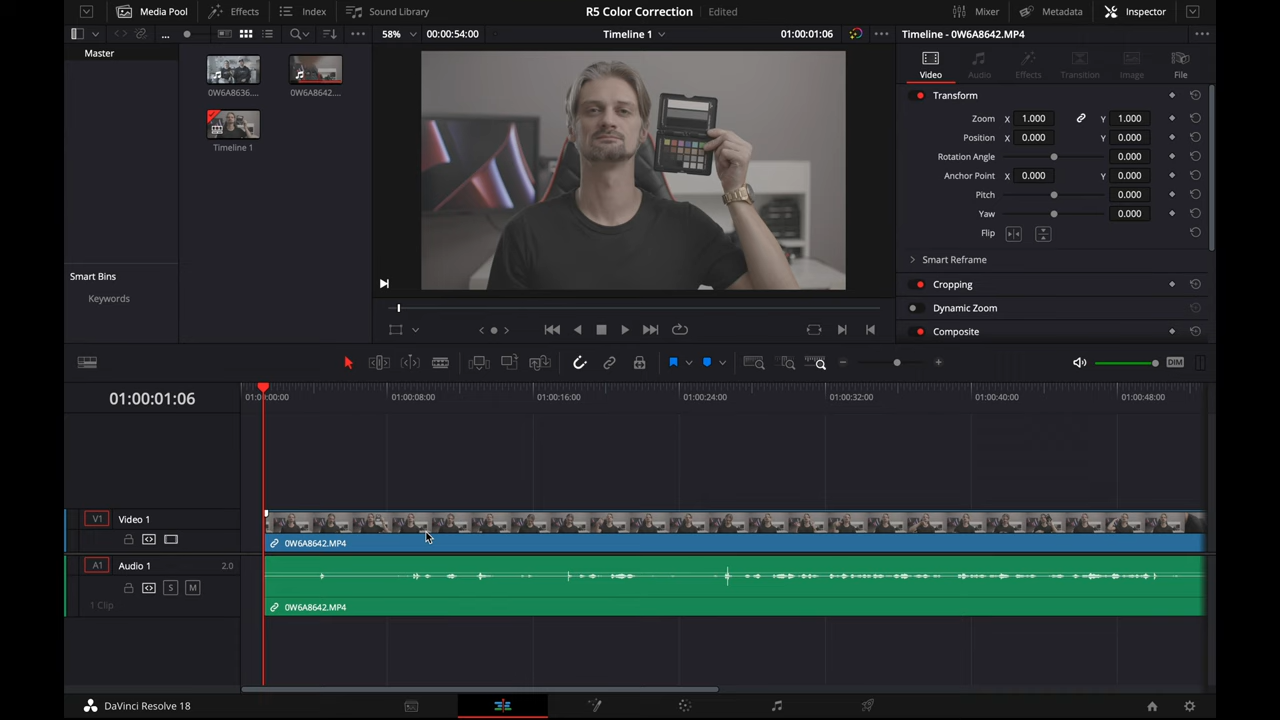 Media Pool
Effects
Index
Sound Library
R5 Color Correction
Edited
Mixer
Metadata
Inspector
58%
00:00:54:00
Timeline 1
01:00:01:06
Timeline - 0W6A8642.MP4
Master
0W6A8636....
0W6A8642....
Timeline 1
Smart Bins
Keywords
Video
Audio
Effects
Transition
Image
File
Transform
Zoom X 1.000 Y 1.000
Position X 0.000 Y 0.000
Rotation Angle 0.000
Anchor Point X 0.000 Y 0.000
Pitch 0.000
Yaw 0.000
Flip
Smart Reframe
Cropping
Dynamic Zoom
Composite
DIM
01:00:01:06
01:00:00:00
01:00:08:00
01:00:16:00
01:00:24:00
01:00:32:00
01:00:40:00
01:00:48:00
V1 Video 1
0W6A8642.MP4
A1 Audio 1 2.0
S M
1 Clip
0W6A8642.MP4
DaVinci Resolve 18